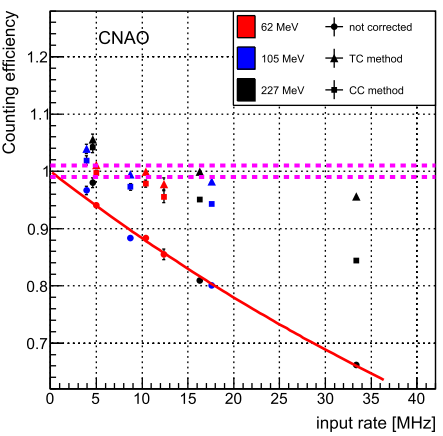 Counting efficiency
CNAO
62 MeV
not corrected
105 MeV
TC method
227 MeV
CC method
1.2
1.1
1
0.9
0.8
0.7
0 5 10 15 20 25 30 35 40
input rate [MHz]